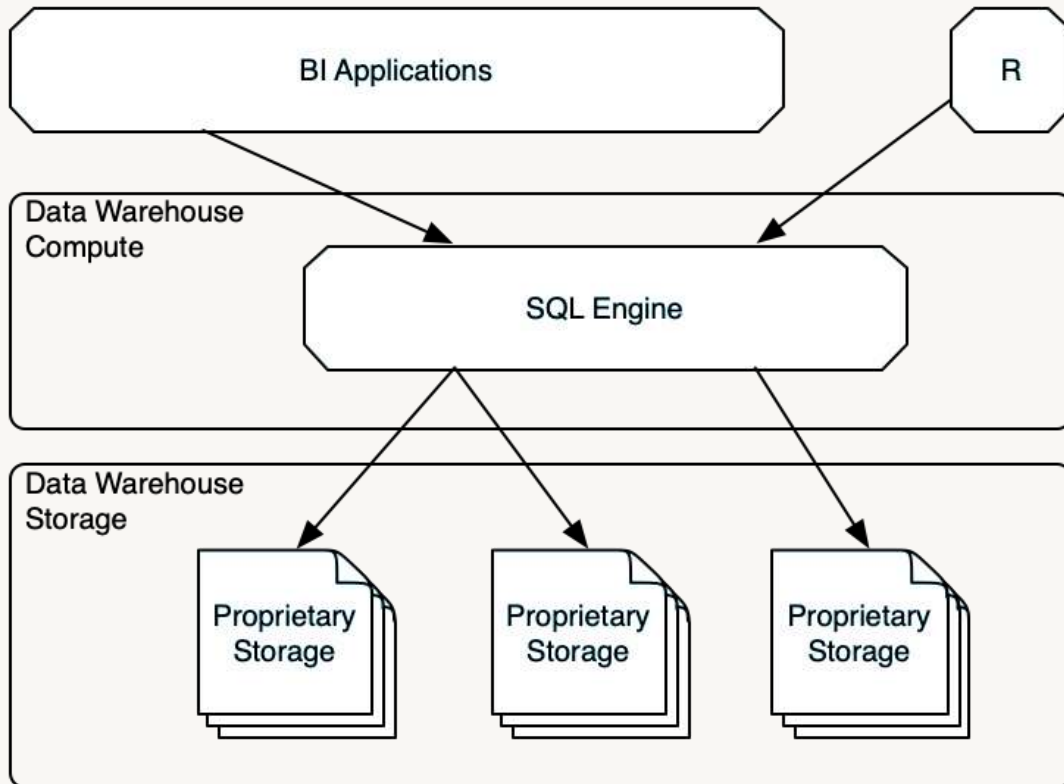 BI Applications
R
Data Warehouse
Compute
SQL Engine
Data Warehouse
Storage
Proprietary
Storage
Proprietary
Storage
Proprietary
Storage